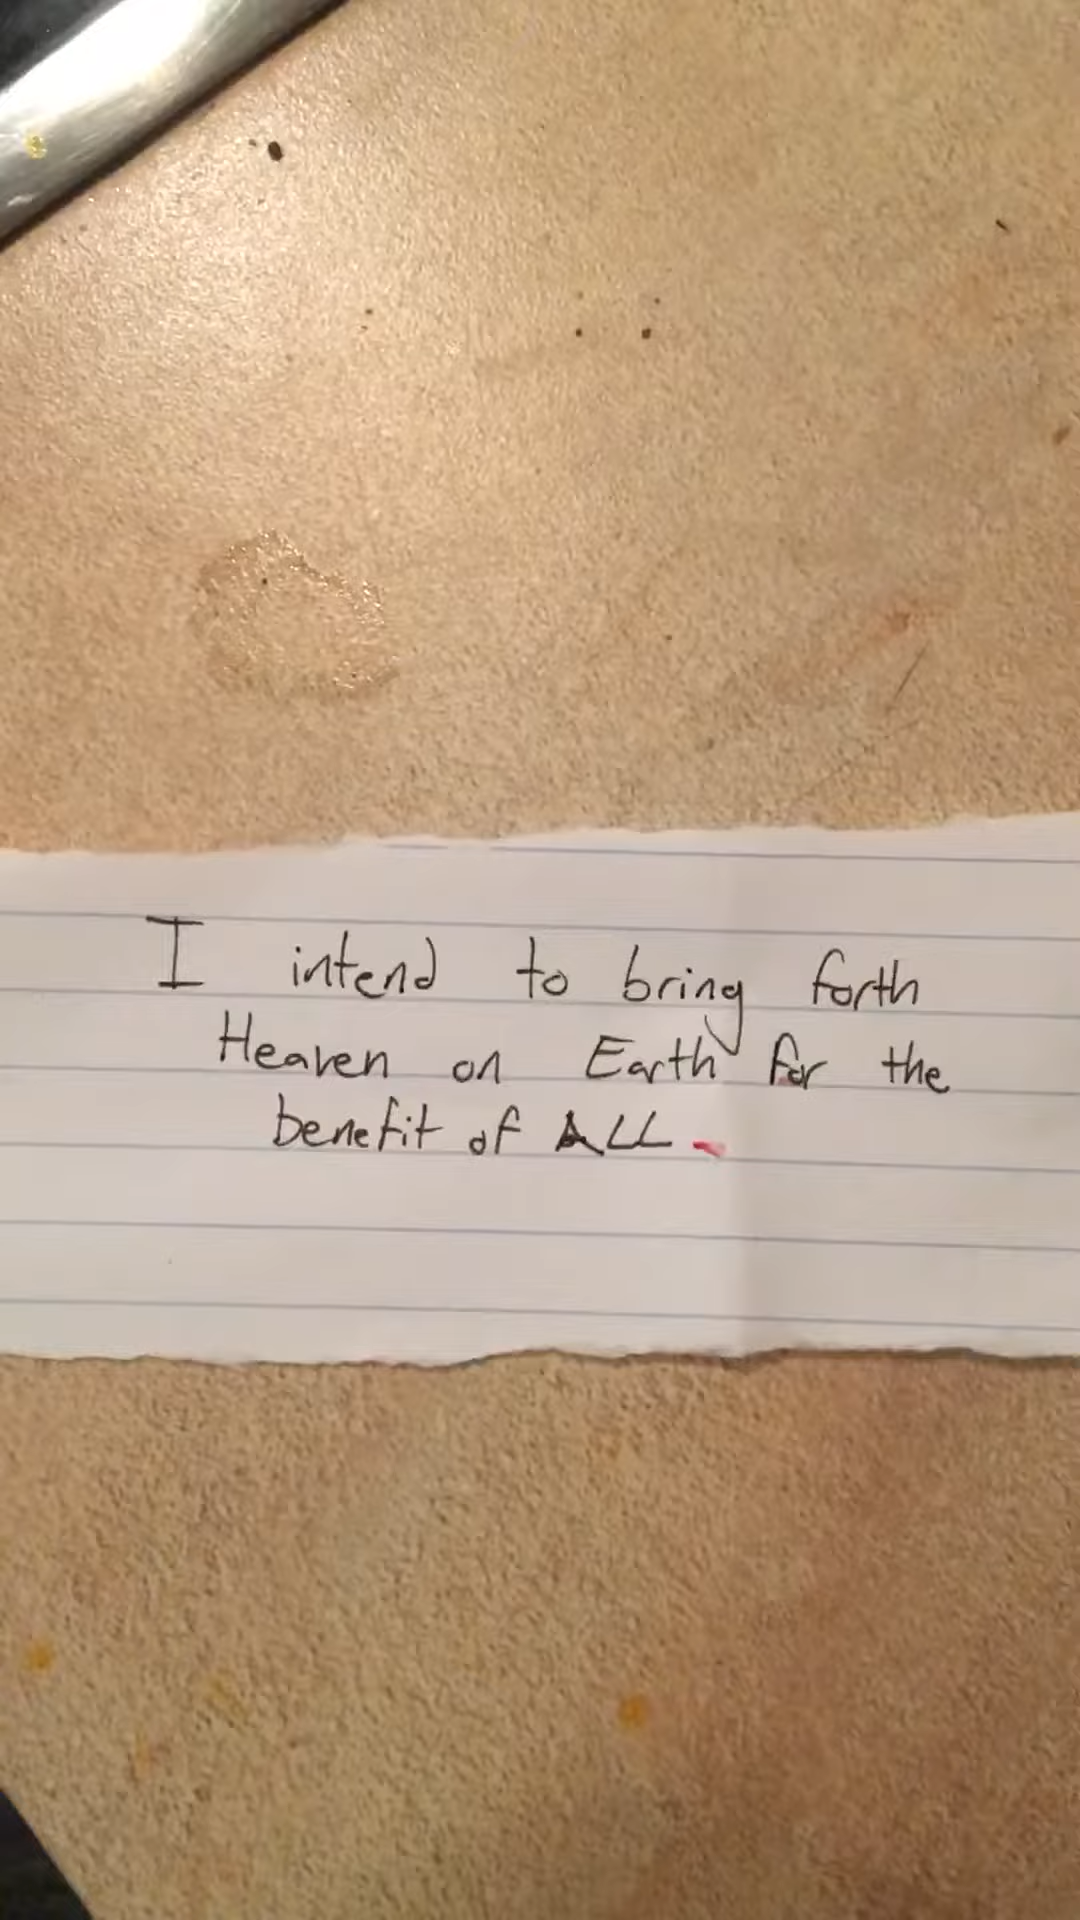 I intend to bring forth
Heaven on Earth for the
benefit of ALL.